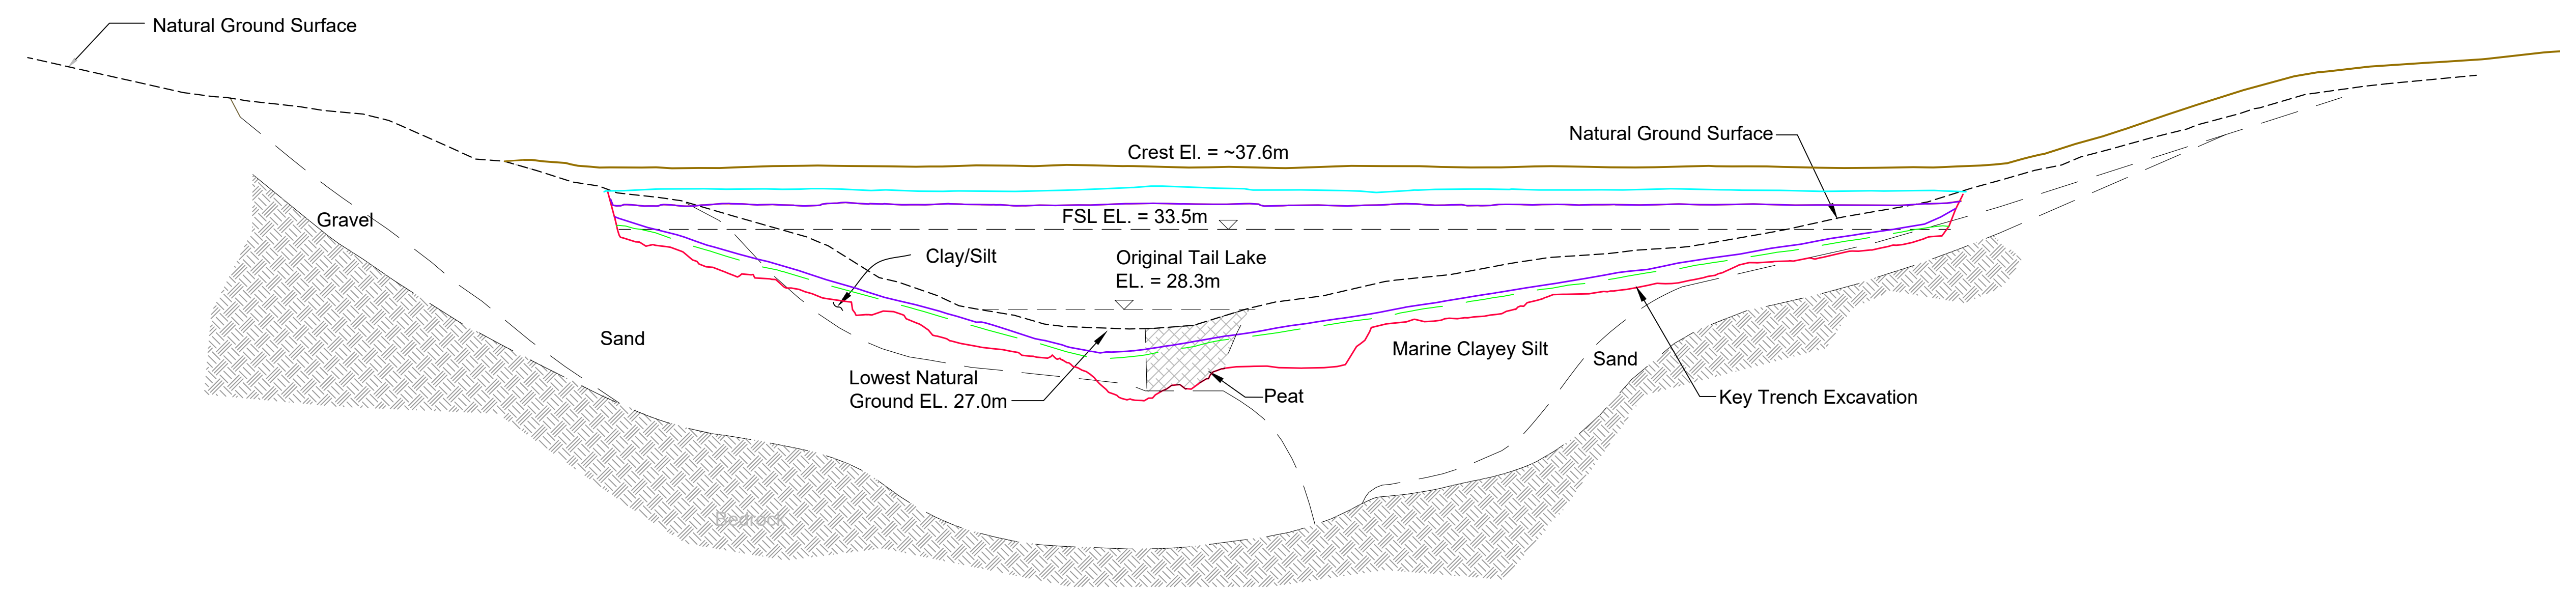 Natural Ground Surface
Natural Ground Surface
Crest El. = ~37.6m
Gravel
FSL EL. = 33.5m
Clay/Silt
Original Tail Lake
EL. = 28.3m
Sand
Marine Clayey Silt
Sand
Lowest Natural
Ground EL. 27.0m
Peat
Key Trench Excavation
Bedrock